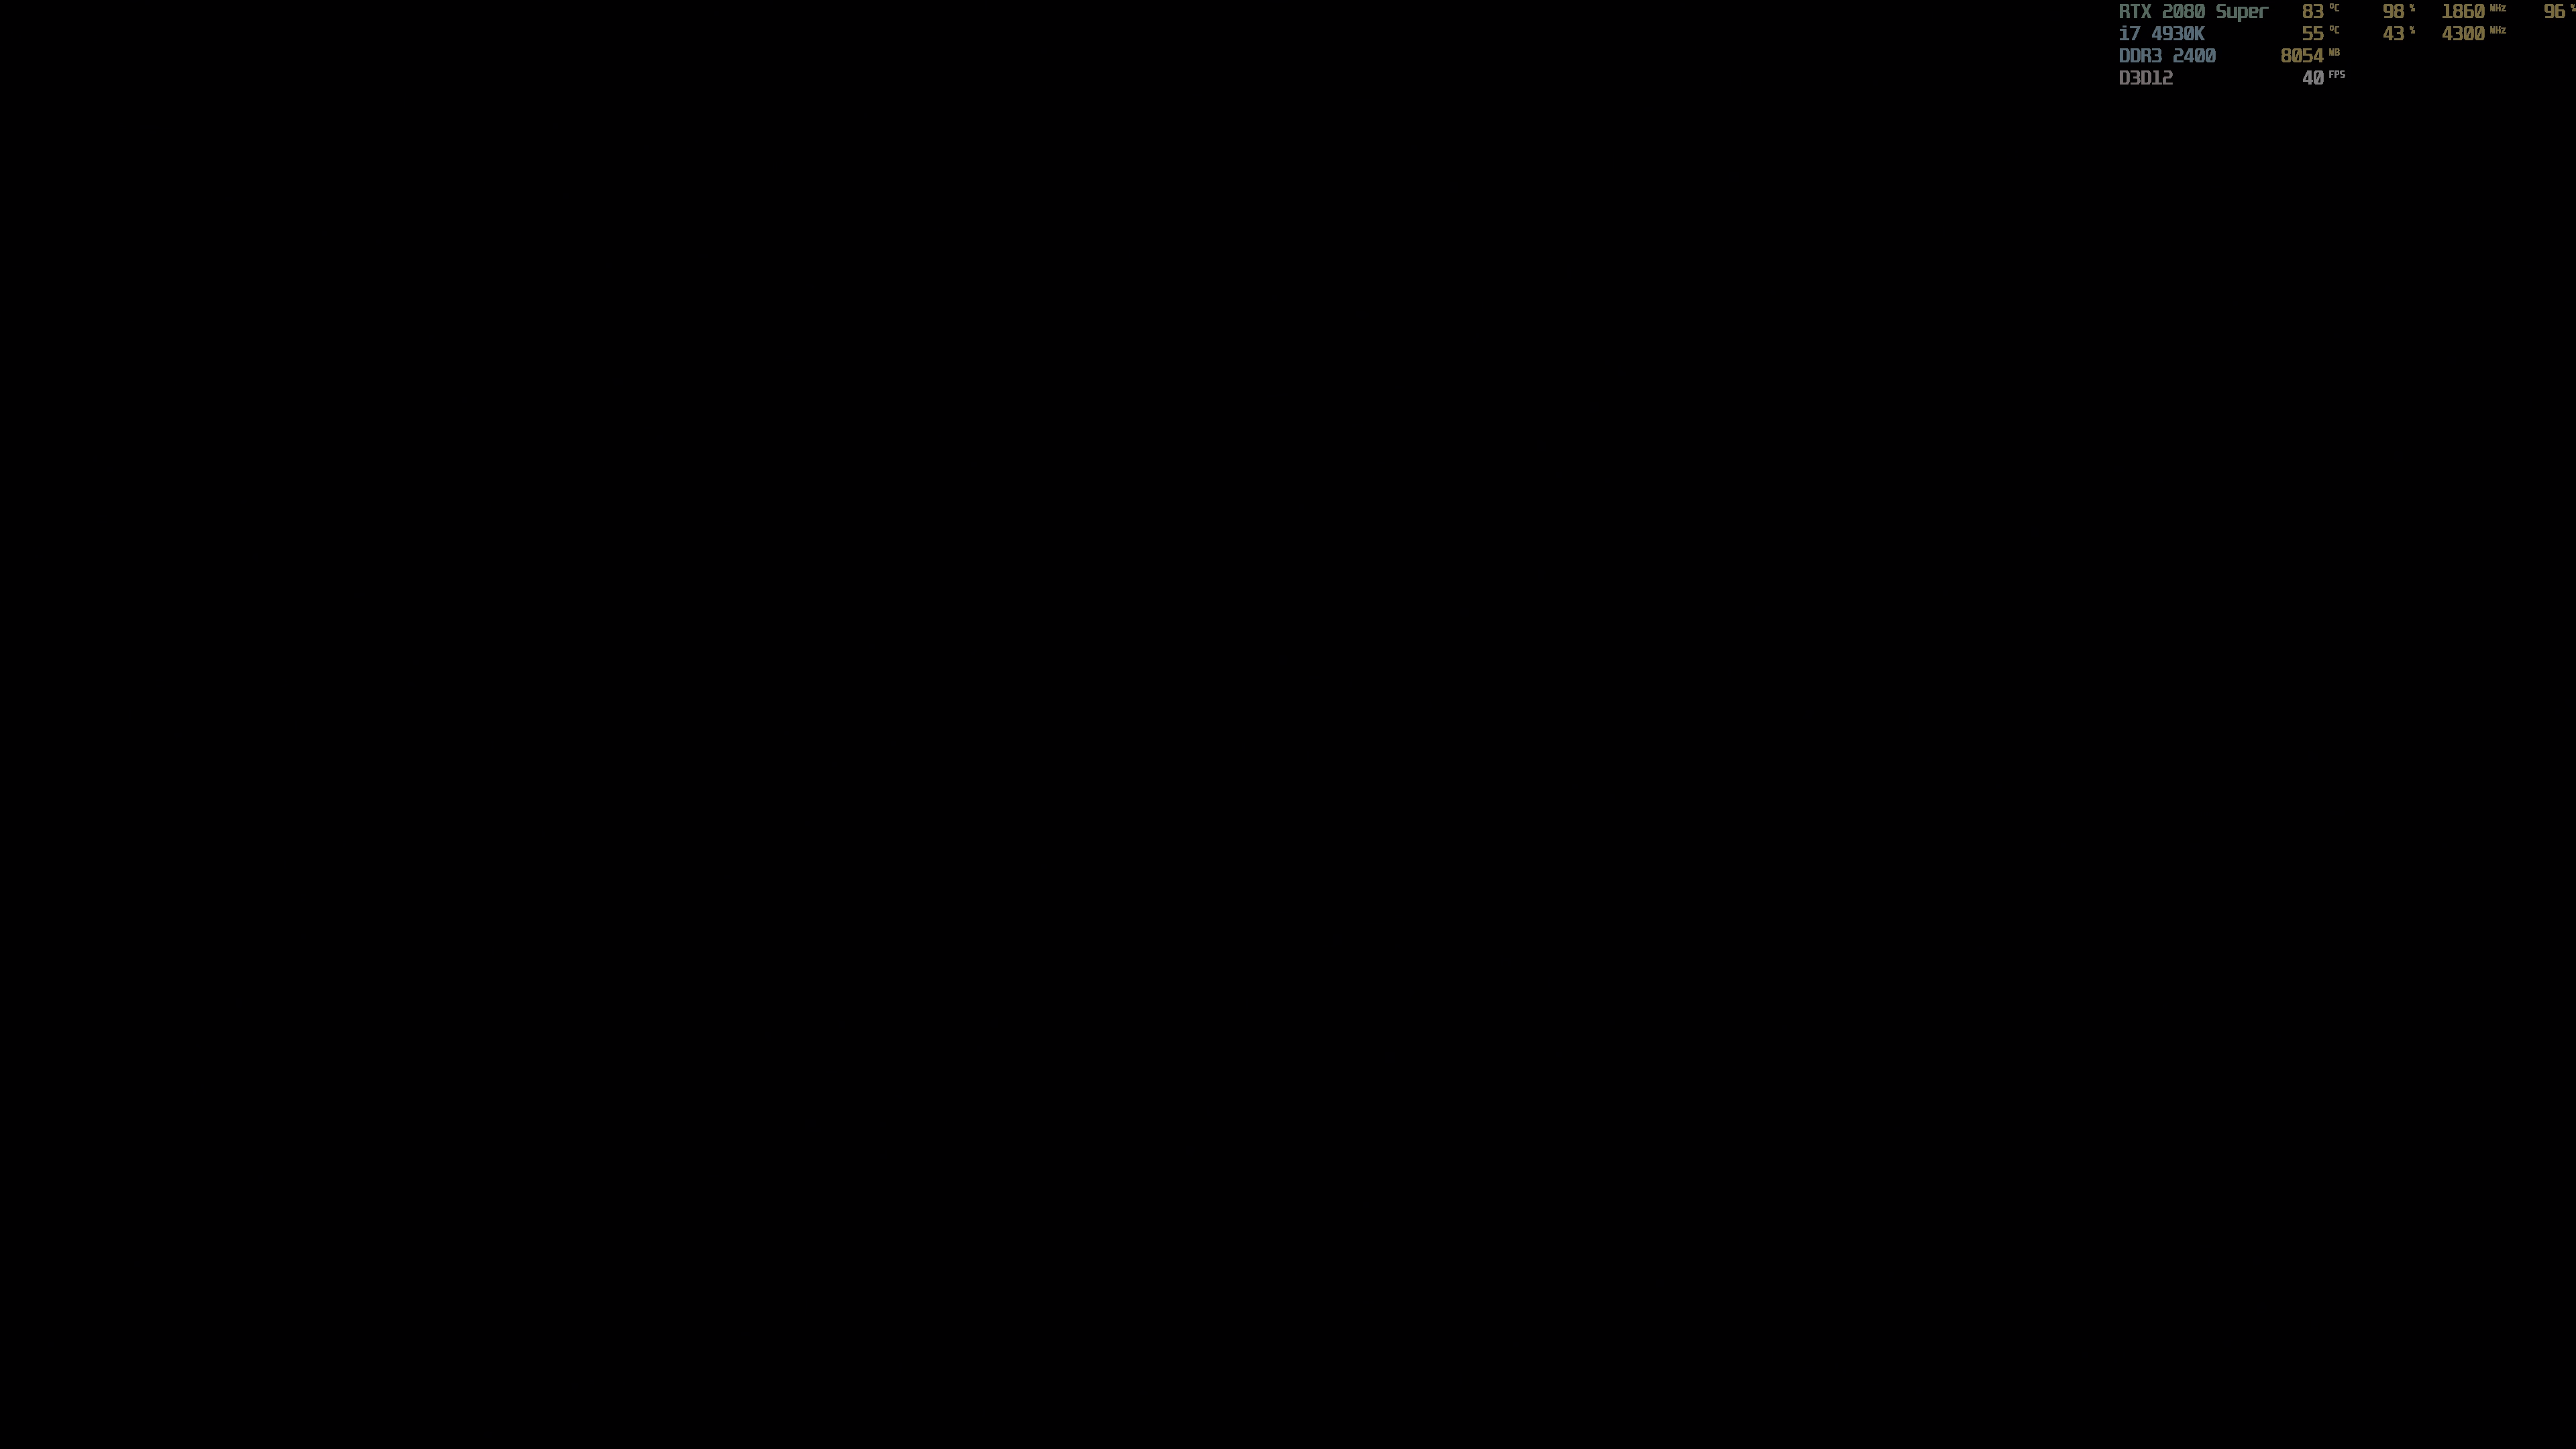 RTX 2080 Super 83 °C 98 % 1860 MHz 96 %
i7 4930K 55 °C 43 % 4300 MHz
DDR3 2400 8054 MB
D3D12 40 FPS